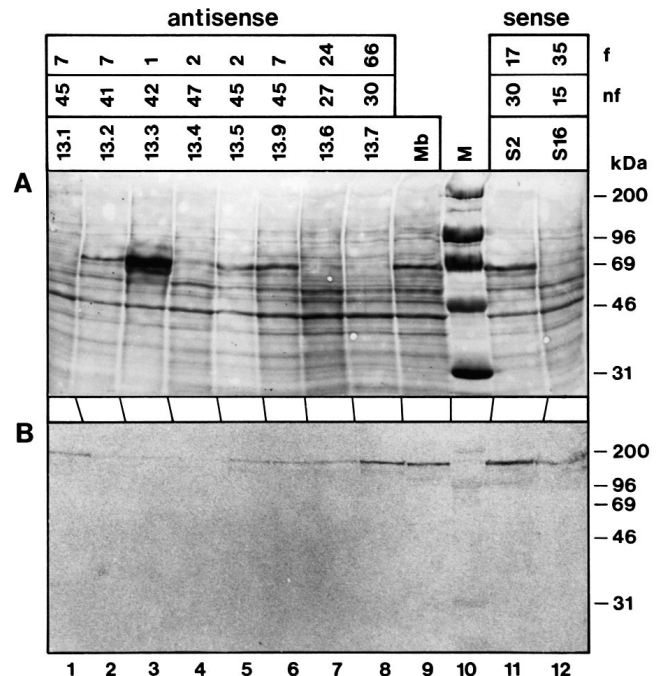 antisense sense
7 7 1 2 2 7 24 66 17 35 f
45 41 42 47 45 45 27 30 30 15 nf
13.1 13.2 13.3 13.4 13.5 13.9 13.6 13.7 Mb M S2 S16
kDa
A
200
96
69
46
31
B
200
96
69
46
31
1 2 3 4 5 6 7 8 9 10 11 12